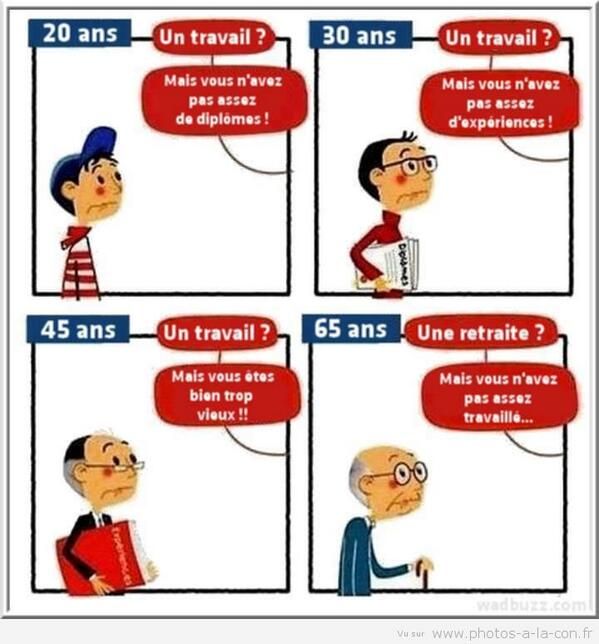 20 ans
Un travail ?
Mais vous n'avez
pas assez
de diplômes !
30 ans
Un travail ?
Mais vous n'avez
pas assez
d'expériences !
Diplômes
45 ans
Un travail ?
Mais vous êtes
bien trop
vieux !!
Expériences
65 ans
Une retraite ?
Mais vous n'avez
pas assez
travaillé...
wadbuzz.com
Vu sur www.photos-a-la-con.fr